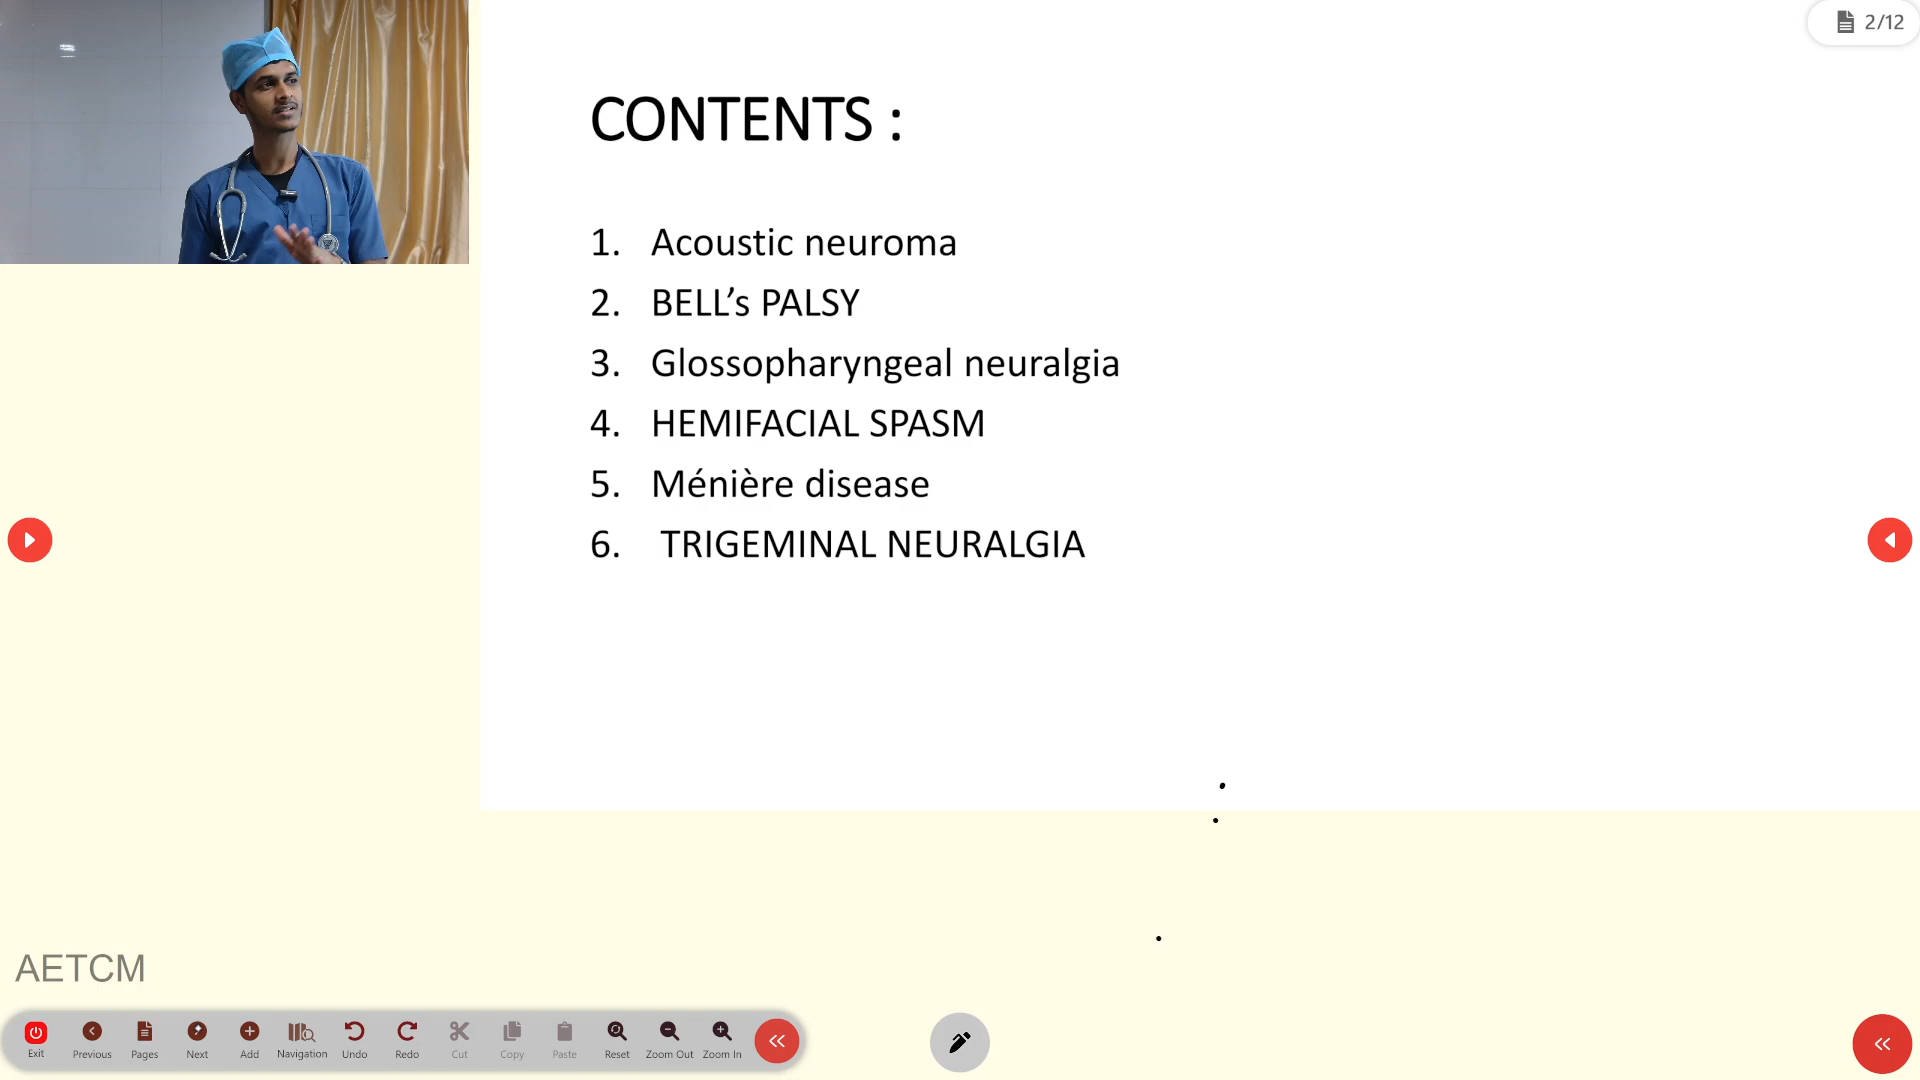 2/12
CONTENTS :
1. Acoustic neuroma
2. BELL’s PALSY
3. Glossopharyngeal neuralgia
4. HEMIFACIAL SPASM
5. Ménière disease
6. TRIGEMINAL NEURALGIA
AETCM
Exit Previous Pages Next Add Navigation Undo Redo Cut Copy Paste Reset Zoom Out Zoom In